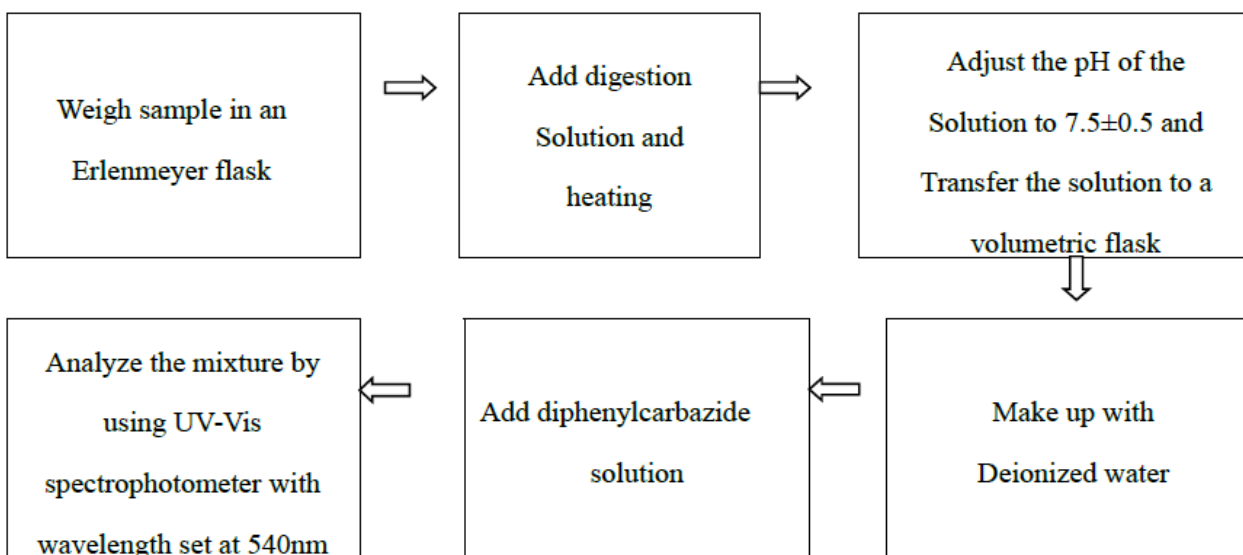 Weigh sample in an
Erlenmeyer flask
Add digestion
Solution and
heating
Adjust the pH of the
Solution to 7.5±0.5 and
Transfer the solution to a
volumetric flask
Make up with
Deionized water
Add diphenylcarbazide
solution
Analyze the mixture by
using UV-Vis
spectrophotometer with
wavelength set at 540nm